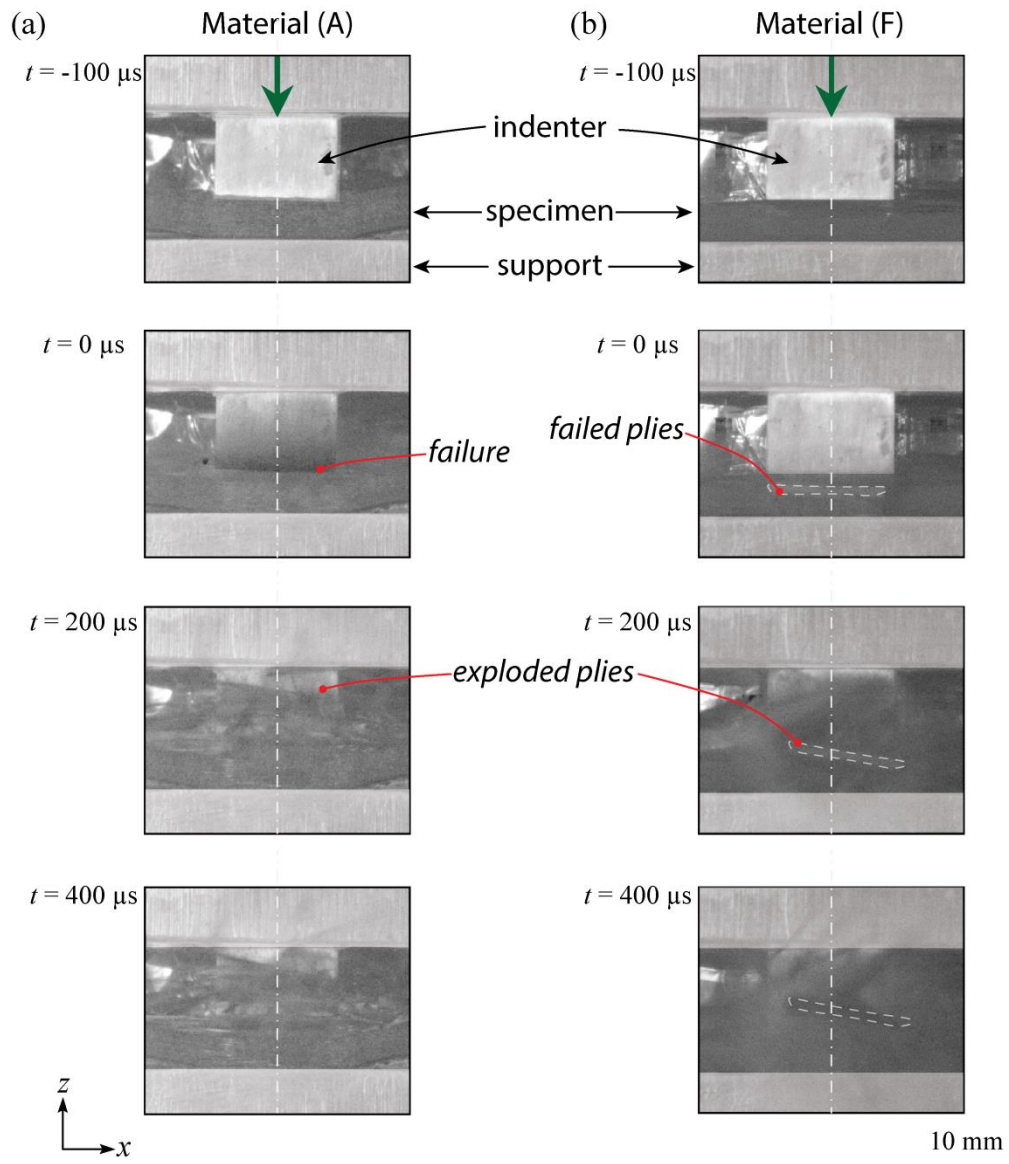 (a) Material (A) (b) Material (F)
t = -100 µs t = -100 µs
indenter
specimen
support
t = 0 µs t = 0 µs
failed plies
failure
t = 200 µs t = 200 µs
exploded plies
t = 400 µs t = 400 µs
z
x
10 mm